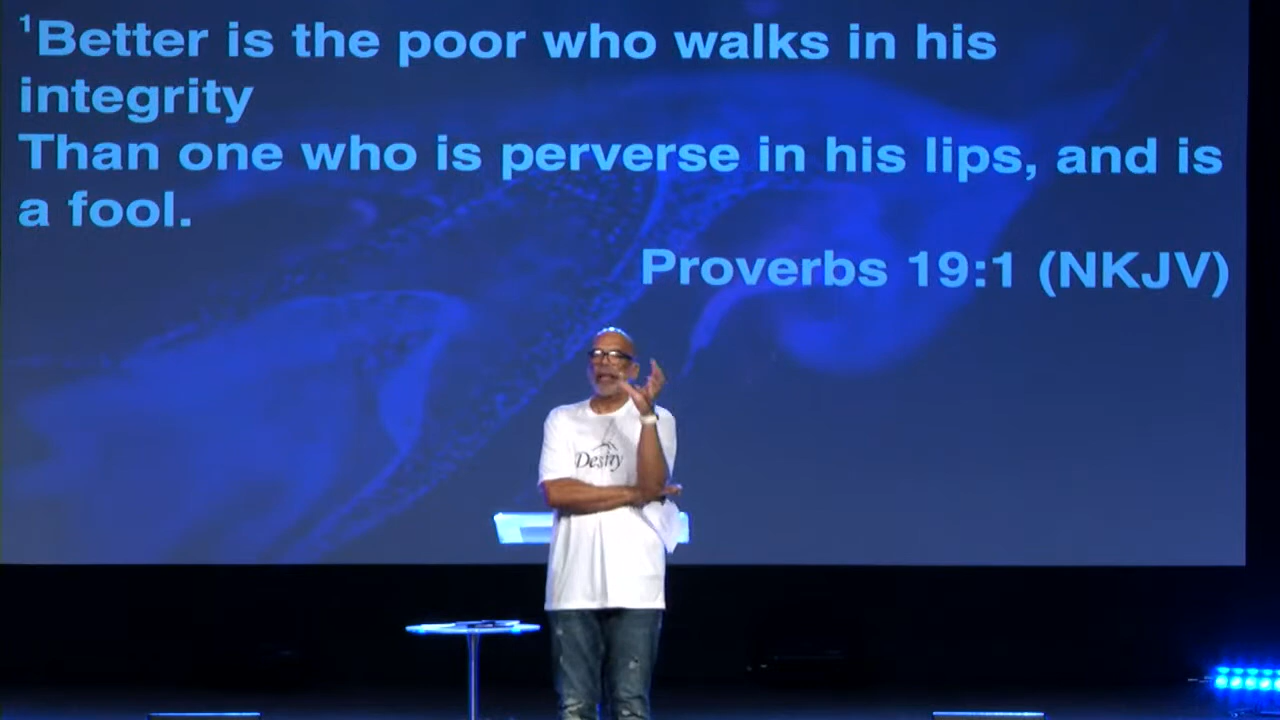 ¹Better is the poor who walks in his
integrity
Than one who is perverse in his lips, and is
a fool.
Proverbs 19:1 (NKJV)